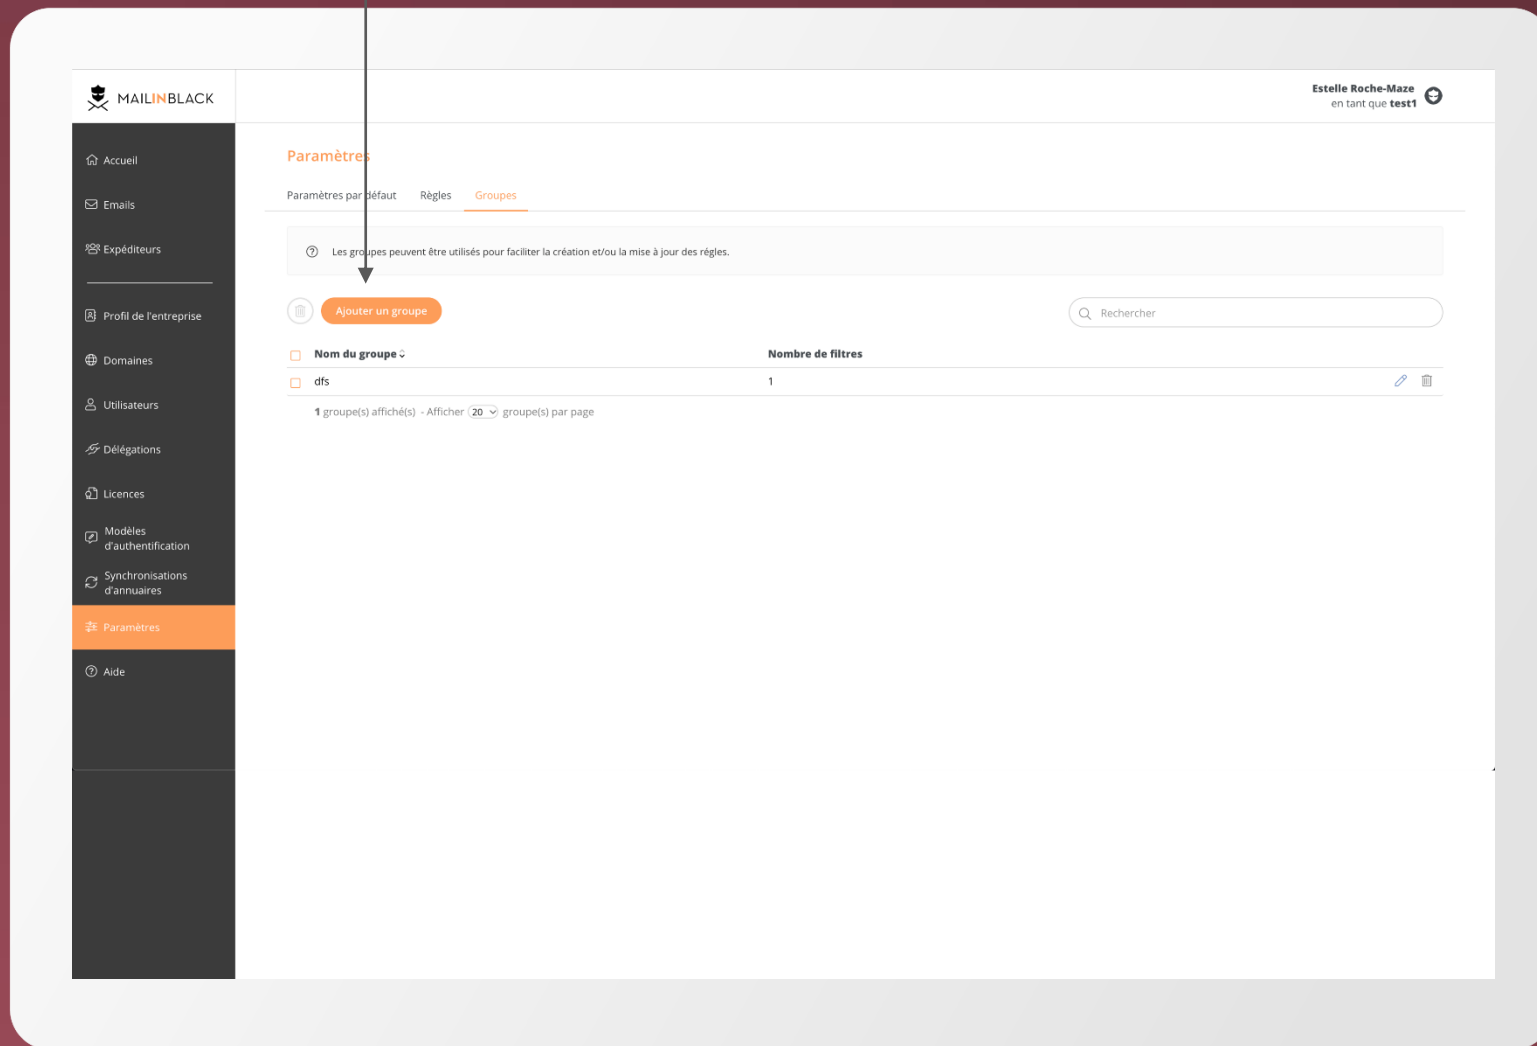 MAILINBLACK
Estelle Roche-Maze
en tant que test1
Accueil
Emails
Expéditeurs
Profil de l'entreprise
Domaines
Utilisateurs
Délégations
Licences
Modèles
d'authentification
Synchronisations
d'annuaires
Paramètres
Aide
Paramètres
Paramètres par défaut Règles Groupes
Les groupes peuvent être utilisés pour faciliter la création et/ou la mise à jour des régles.
Ajouter un groupe
Rechercher
Nom du groupe Nombre de filtres
dfs 1
1 groupe(s) affiché(s) - Afficher 20 groupe(s) par page